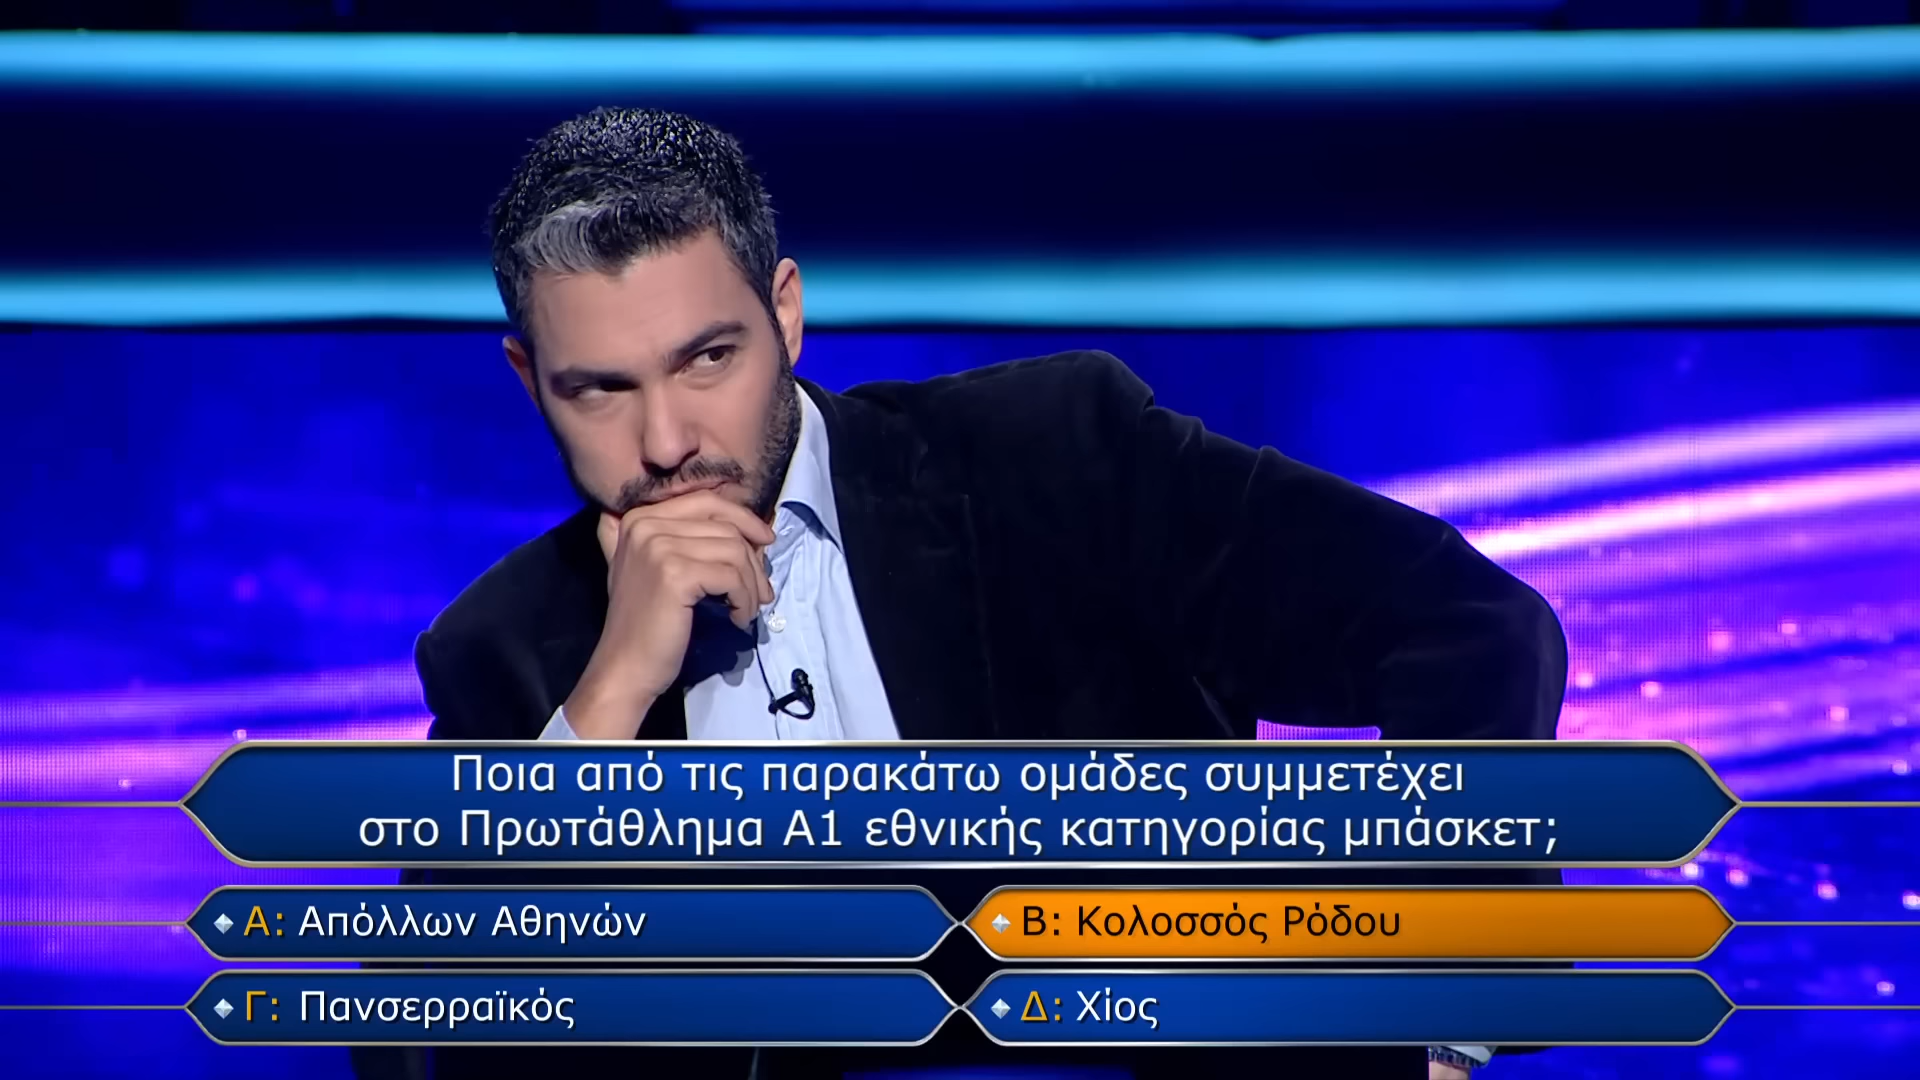 Ποια από τις παρακάτω ομάδες συμμετέχει
στο Πρωτάθλημα Α1 εθνικής κατηγορίας μπάσκετ;
Α: Απόλλων Αθηνών
Β: Κολοσσός Ρόδου
Γ: Πανσερραϊκός
Δ: Χίος